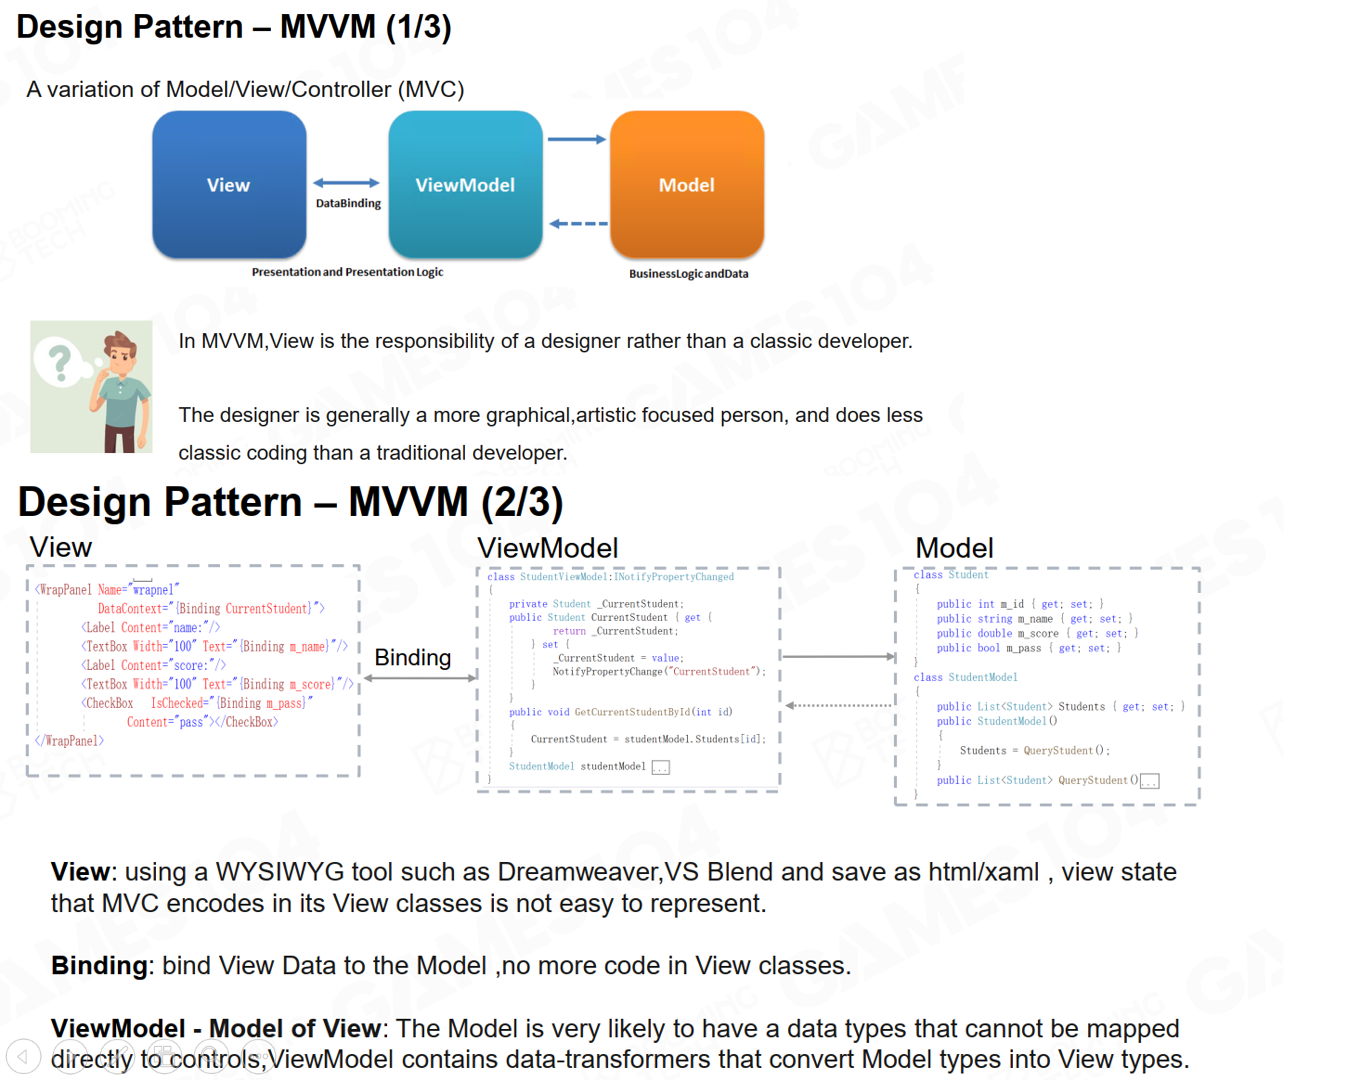 Design Pattern – MVVM (1/3)
A variation of Model/View/Controller (MVC)
View
DataBinding
ViewModel
Model
Presentation and Presentation Logic
BusinessLogicandData
In MVVM,View is the responsibility of a designer rather than a classic developer.
The designer is generally a more graphical,artistic focused person, and does less
classic coding than a traditional developer.
Design Pattern – MVVM (2/3)
View
<WrapPanel Name="wrapnel"
DataContext="{Binding CurrentStudent}">
<Label Content="name:"/>
<TextBox Width="100" Text="{Binding m_name}"/>
<Label Content="score:"/>
<TextBox Width="100" Text="{Binding m_score}"/>
<CheckBox IsChecked="{Binding m_pass}"
Content="pass"></CheckBox>
</WrapPanel>
Binding
ViewModel
class StudentViewModel:INotifyPropertyChanged
{
private Student _CurrentStudent;
public Student CurrentStudent { get {
return _CurrentStudent;
} set {
_CurrentStudent = value;
NotifyPropertyChange("CurrentStudent");
}
}
public void GetCurrentStudentById(int id)
{
CurrentStudent = studentModel.Students[id];
}
StudentModel studentModel ...
}
Model
class Student
{
public int m_id { get; set; }
public string m_name { get; set; }
public double m_score { get; set; }
public bool m_pass { get; set; }
}
class StudentModel
{
public List<Student> Students { get; set; }
public StudentModel()
{
Students = QueryStudent();
}
public List<Student> QueryStudent()...
}
View: using a WYSIWYG tool such as Dreamweaver,VS Blend and save as html/xaml , view state
that MVC encodes in its View classes is not easy to represent.
Binding: bind View Data to the Model ,no more code in View classes.
ViewModel - Model of View: The Model is very likely to have a data types that cannot be mapped
directly to controls,ViewModel contains data-transformers that convert Model types into View types.
GAMES104
BOOMING
TECH